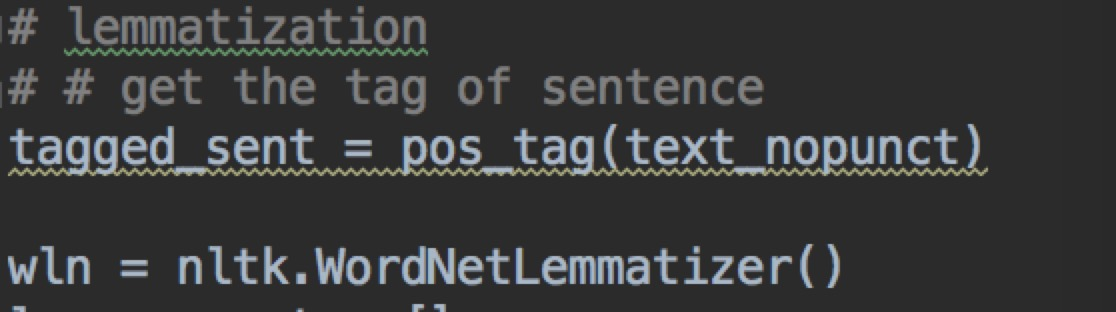 # lemmatization
# # get the tag of sentence
tagged_sent = pos_tag(text_nopunct)
wln = nltk.WordNetLemmatizer()